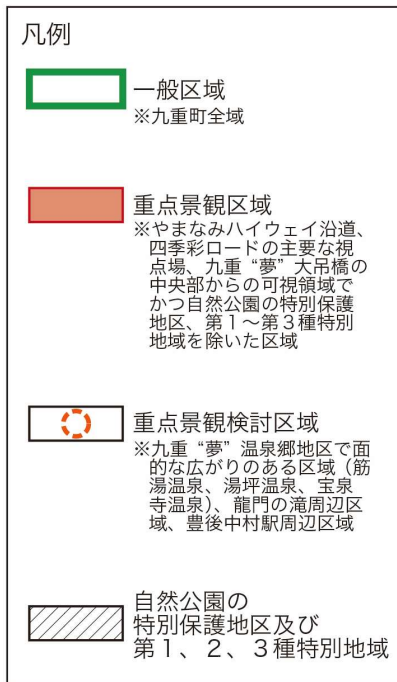 凡例
一般区域
※九重町全域
重点景観区域
※やまなみハイウェイ沿道、
四季彩ロードの主要な視
点場、九重“夢”大吊橋の
中央部からの可視領域で
かつ自然公園の特別保護
地区、第1～第3種特別
地域を除いた区域
重点景観検討区域
※九重“夢”温泉郷地区で面
的な広がりのある区域（筋
湯温泉、湯坪温泉、宝泉
寺温泉）、龍門の滝周辺区
域、豊後中村駅周辺区域
自然公園の
特別保護地区及び
第1、2、3種特別地域